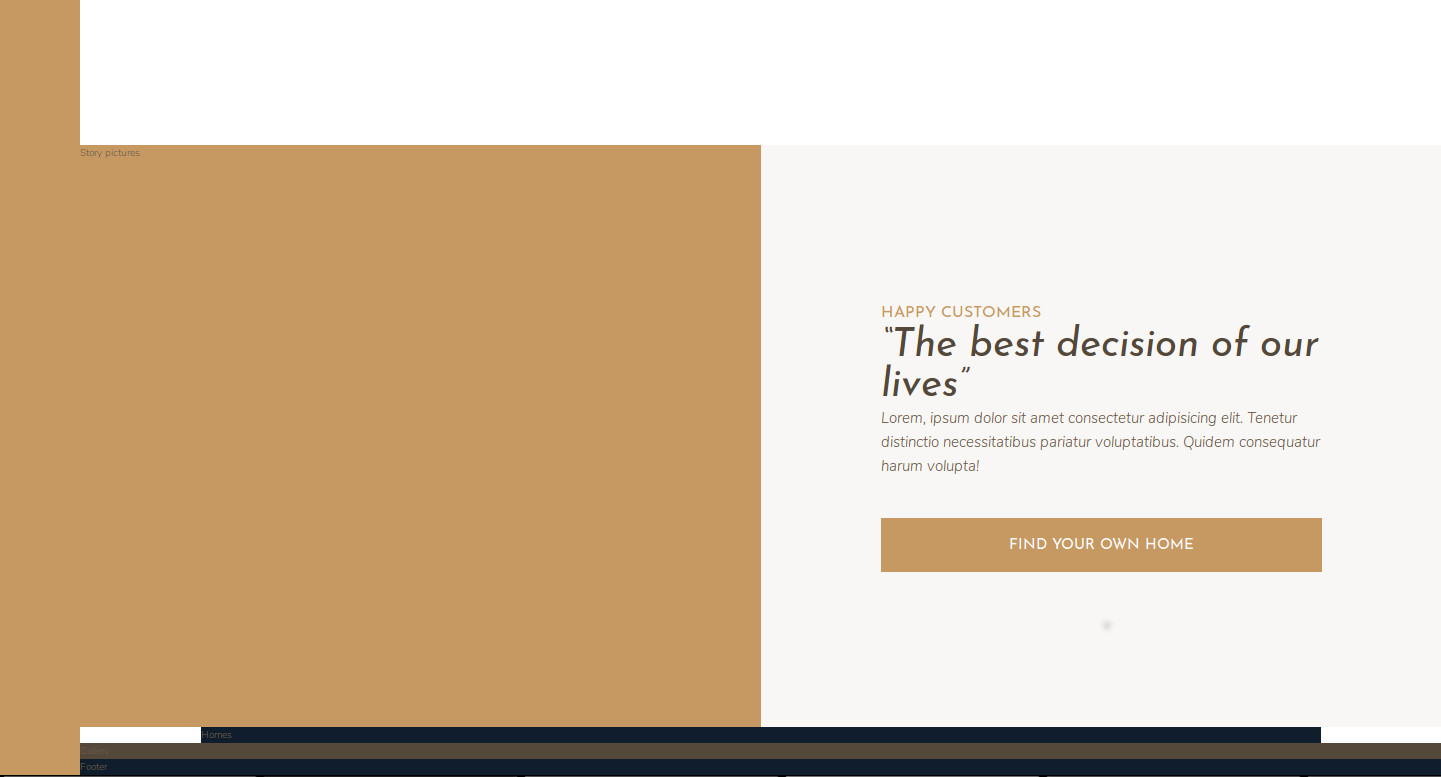 Story pictures
HAPPY CUSTOMERS
“The best decision of our
lives”
Lorem, ipsum dolor sit amet consectetur adipisicing elit. Tenetur
distinctio necessitatibus pariatur voluptatibus. Quidem consequatur
harum volupta!
FIND YOUR OWN HOME
Homes
Gallery
Footer